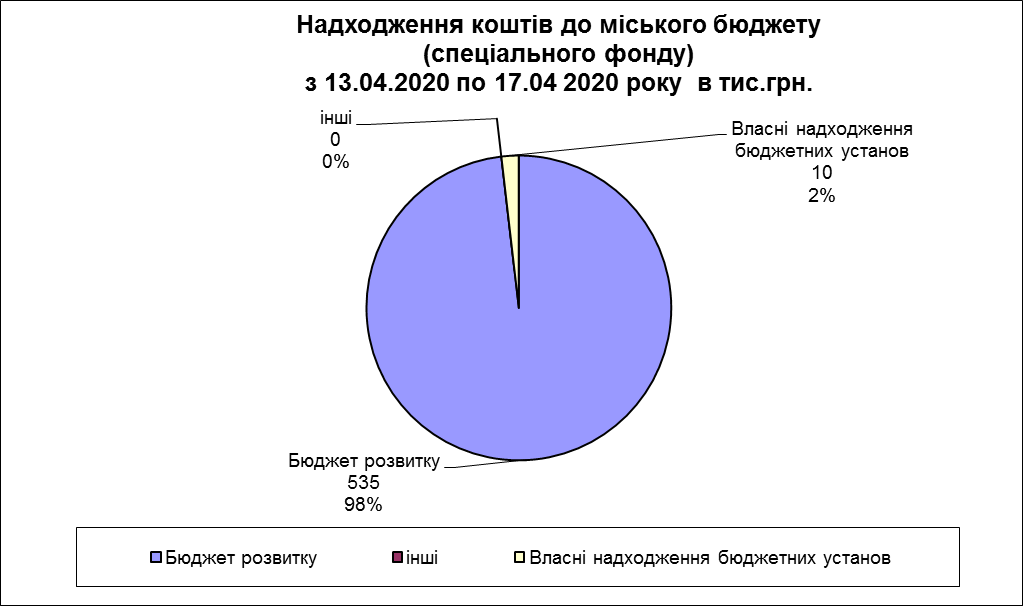 Надходження коштів до міського бюджету
(спеціального фонду)
з 13.04.2020 по 17.04 2020 року  в тис.грн.
інші
0
0%
Власні надходження
бюджетних установ
10
2%
Бюджет розвитку
535
98%
Бюджет розвитку
інші
Власні надходження бюджетних установ